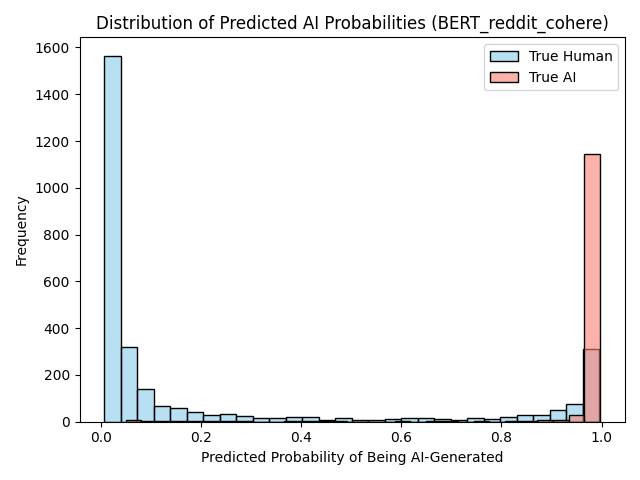 Distribution of Predicted AI Probabilities (BERT_reddit_cohere)
True Human
True AI
Frequency
1600
1400
1200
1000
800
600
400
200
0
0.0 0.2 0.4 0.6 0.8 1.0
Predicted Probability of Being AI-Generated